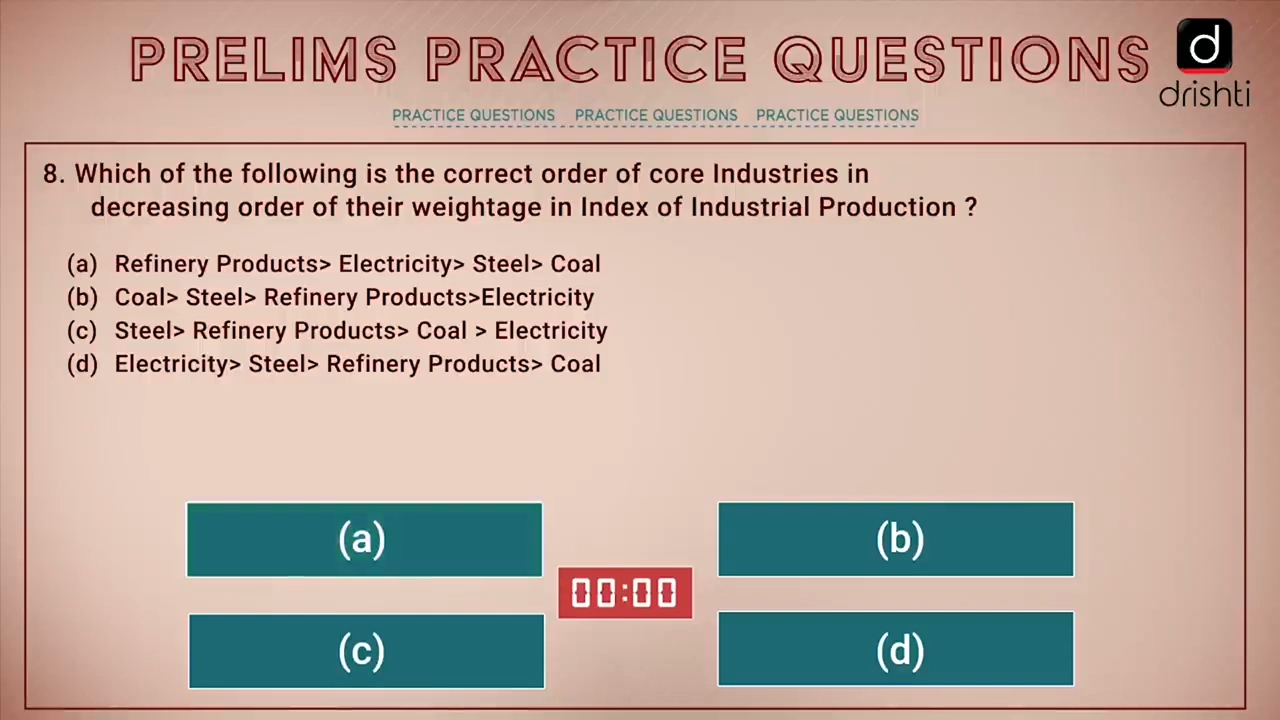 PRELIMS PRACTICE QUESTIONS
d
drishti
PRACTICE QUESTIONS PRACTICE QUESTIONS PRACTICE QUESTIONS
8. Which of the following is the correct order of core Industries in
decreasing order of their weightage in Index of Industrial Production ?
(a) Refinery Products> Electricity> Steel> Coal
(b) Coal> Steel> Refinery Products>Electricity
(c) Steel> Refinery Products> Coal > Electricity
(d) Electricity> Steel> Refinery Products> Coal
(a)
(b)
00:00
(c)
(d)